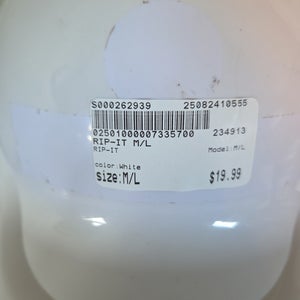 S000262939 25082410555
02501000007335700 234913
RIP-IT M/L
RIP-IT Model:M/L
color:White
size:M/L $19.99